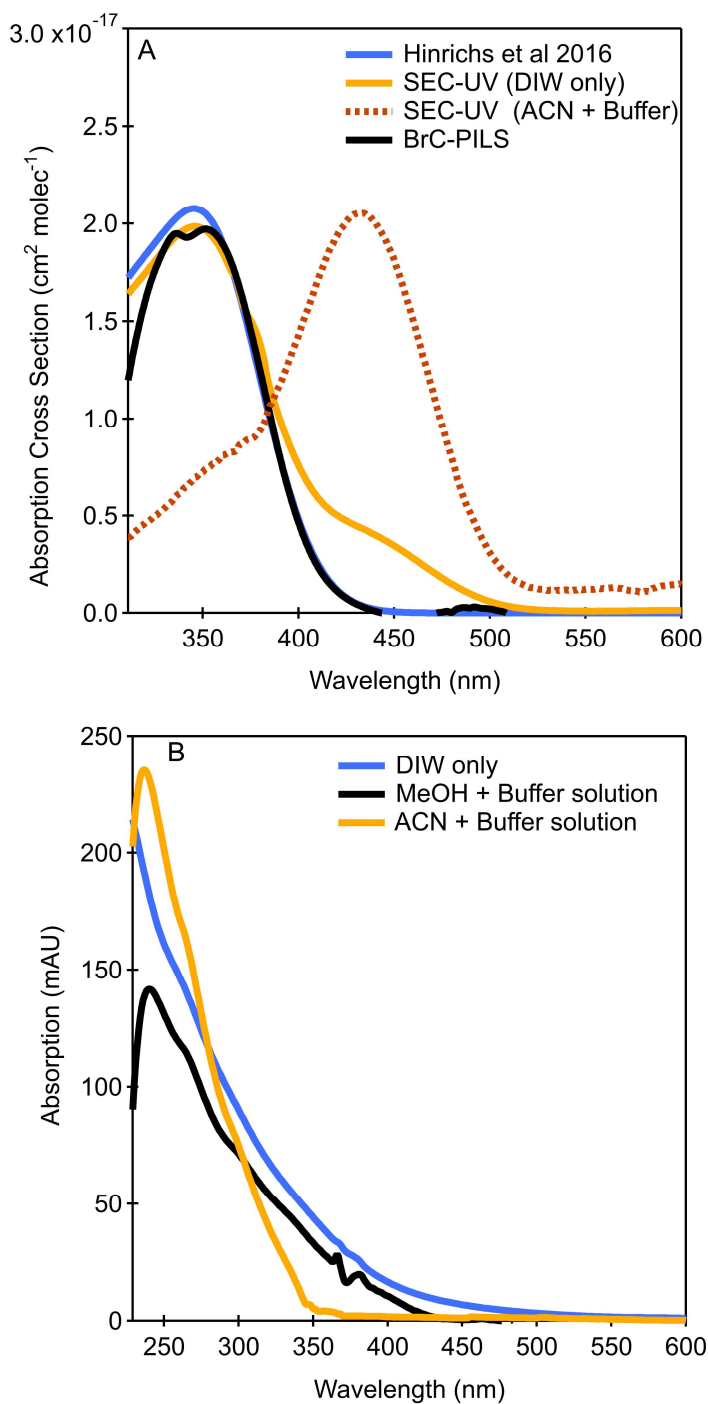 3.0 x10-17
A
Hinrichs et al 2016
SEC-UV (DIW only)
SEC-UV (ACN + Buffer)
BrC-PILS
2.5
2.0
1.5
1.0
0.5
0.0
Absorption Cross Section (cm2 molec-1)
350
400
450
500
550
600
Wavelength (nm)
250
B
DIW only
MeOH + Buffer solution
ACN + Buffer solution
200
150
100
50
0
Absorption (mAU)
250
300
350
400
450
500
550
600
Wavelength (nm)